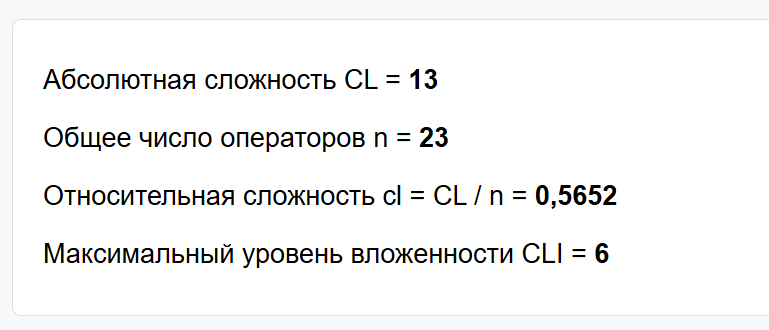 Абсолютная сложность CL = 13
Общее число операторов n = 23
Относительная сложность cl = CL / n = 0,5652
Максимальный уровень вложенности CLI = 6